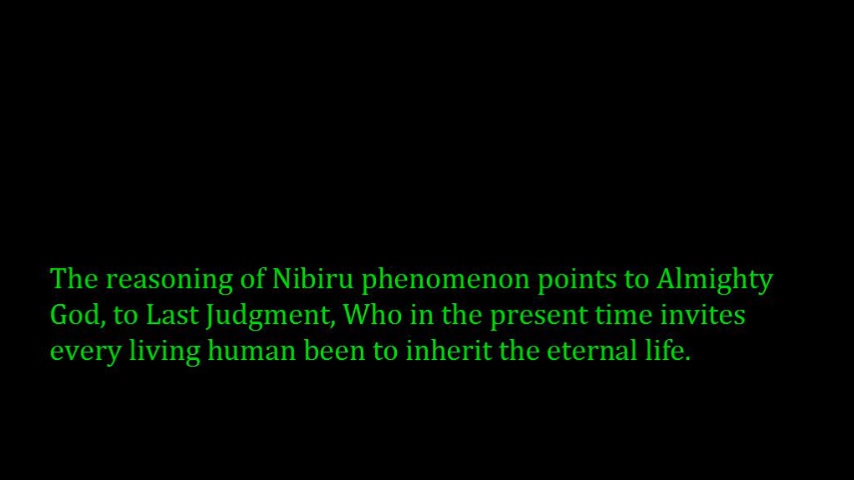 The reasoning of Nibiru phenomenon points to Almighty
God, to Last Judgment, Who in the present time invites
every living human been to inherit the eternal life.